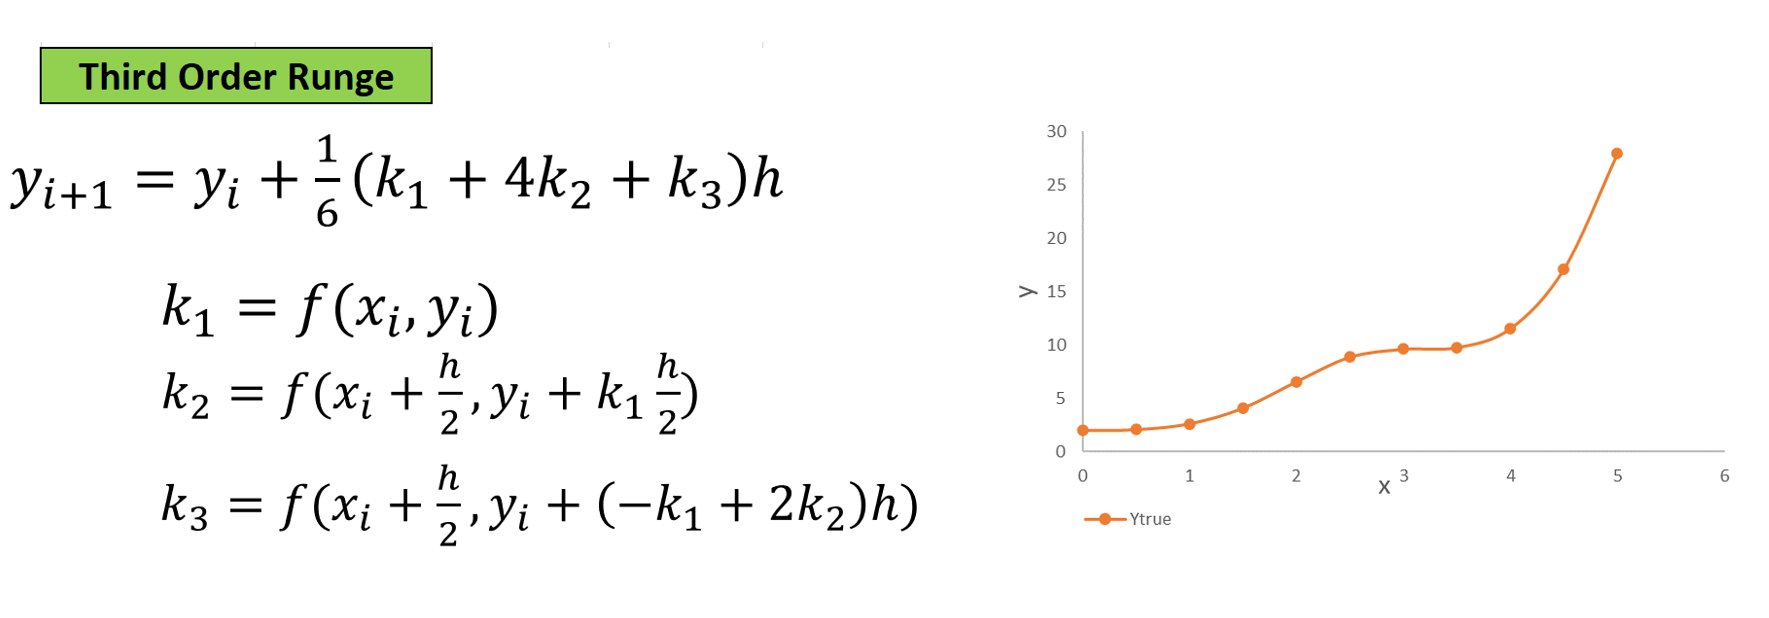 Third Order Runge
y_{i+1} = y_i + \frac{1}{6}(k_1 + 4k_2 + k_3)h
k_1 = f(x_i, y_i)
k_2 = f(x_i + \frac{h}{2}, y_i + k_1 \frac{h}{2})
k_3 = f(x_i + \frac{h}{2}, y_i + (-k_1 + 2k_2)h)
30
25
20
15
10
5
0
y
0 1 2 3 4 5 6
x
Ytrue